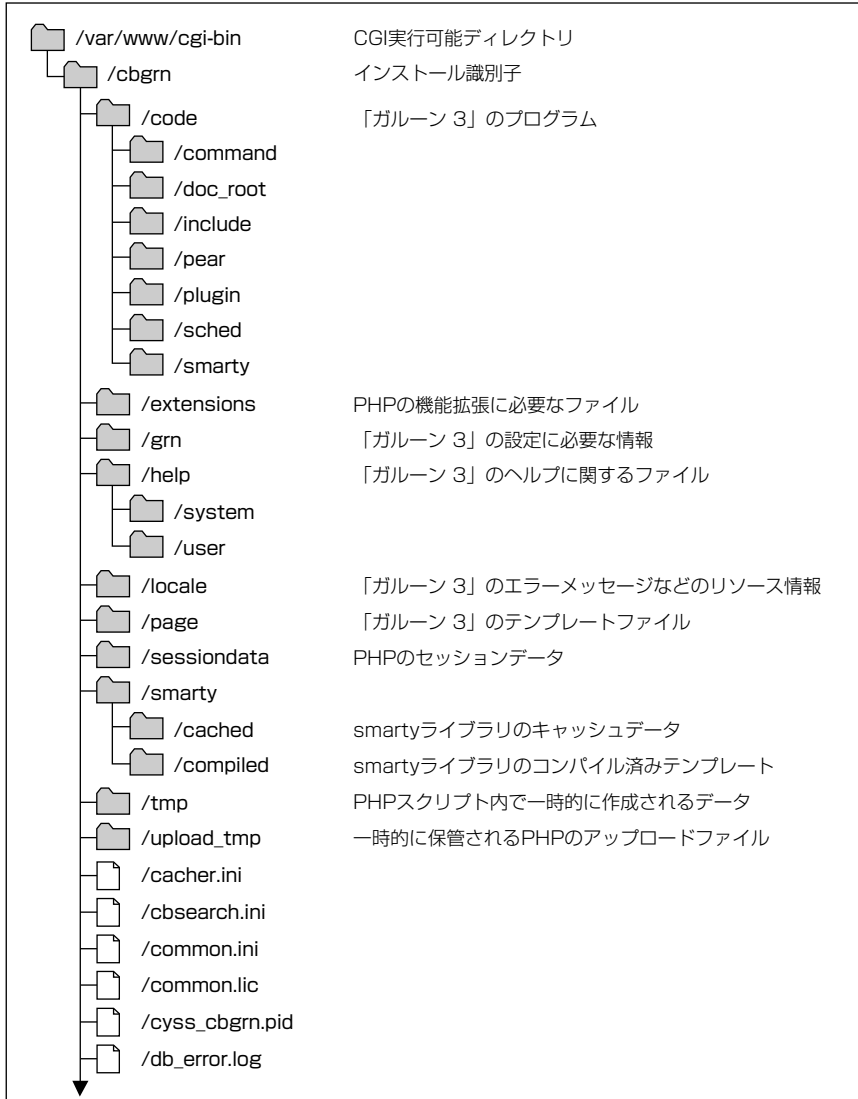 /var/www/cgi-bin CGI実行可能ディレクトリ
/cbgrn インストール識別子
/code 「ガルーン 3」のプログラム
/command
/doc_root
/include
/pear
/plugin
/sched
/smarty
/extensions PHPの機能拡張に必要なファイル
/grn 「ガルーン 3」の設定に必要な情報
/help 「ガルーン 3」のヘルプに関するファイル
/system
/user
/locale 「ガルーン 3」のエラーメッセージなどのリソース情報
/page 「ガルーン 3」のテンプレートファイル
/sessiondata PHPのセッションデータ
/smarty
/cached smartyライブラリのキャッシュデータ
/compiled smartyライブラリのコンパイル済みテンプレート
/tmp PHPスクリプト内で一時的に作成されるデータ
/upload_tmp 一時的に保管されるPHPのアップロードファイル
/cacher.ini
/cbsearch.ini
/common.ini
/common.lic
/cyss_cbgrn.pid
/db_error.log